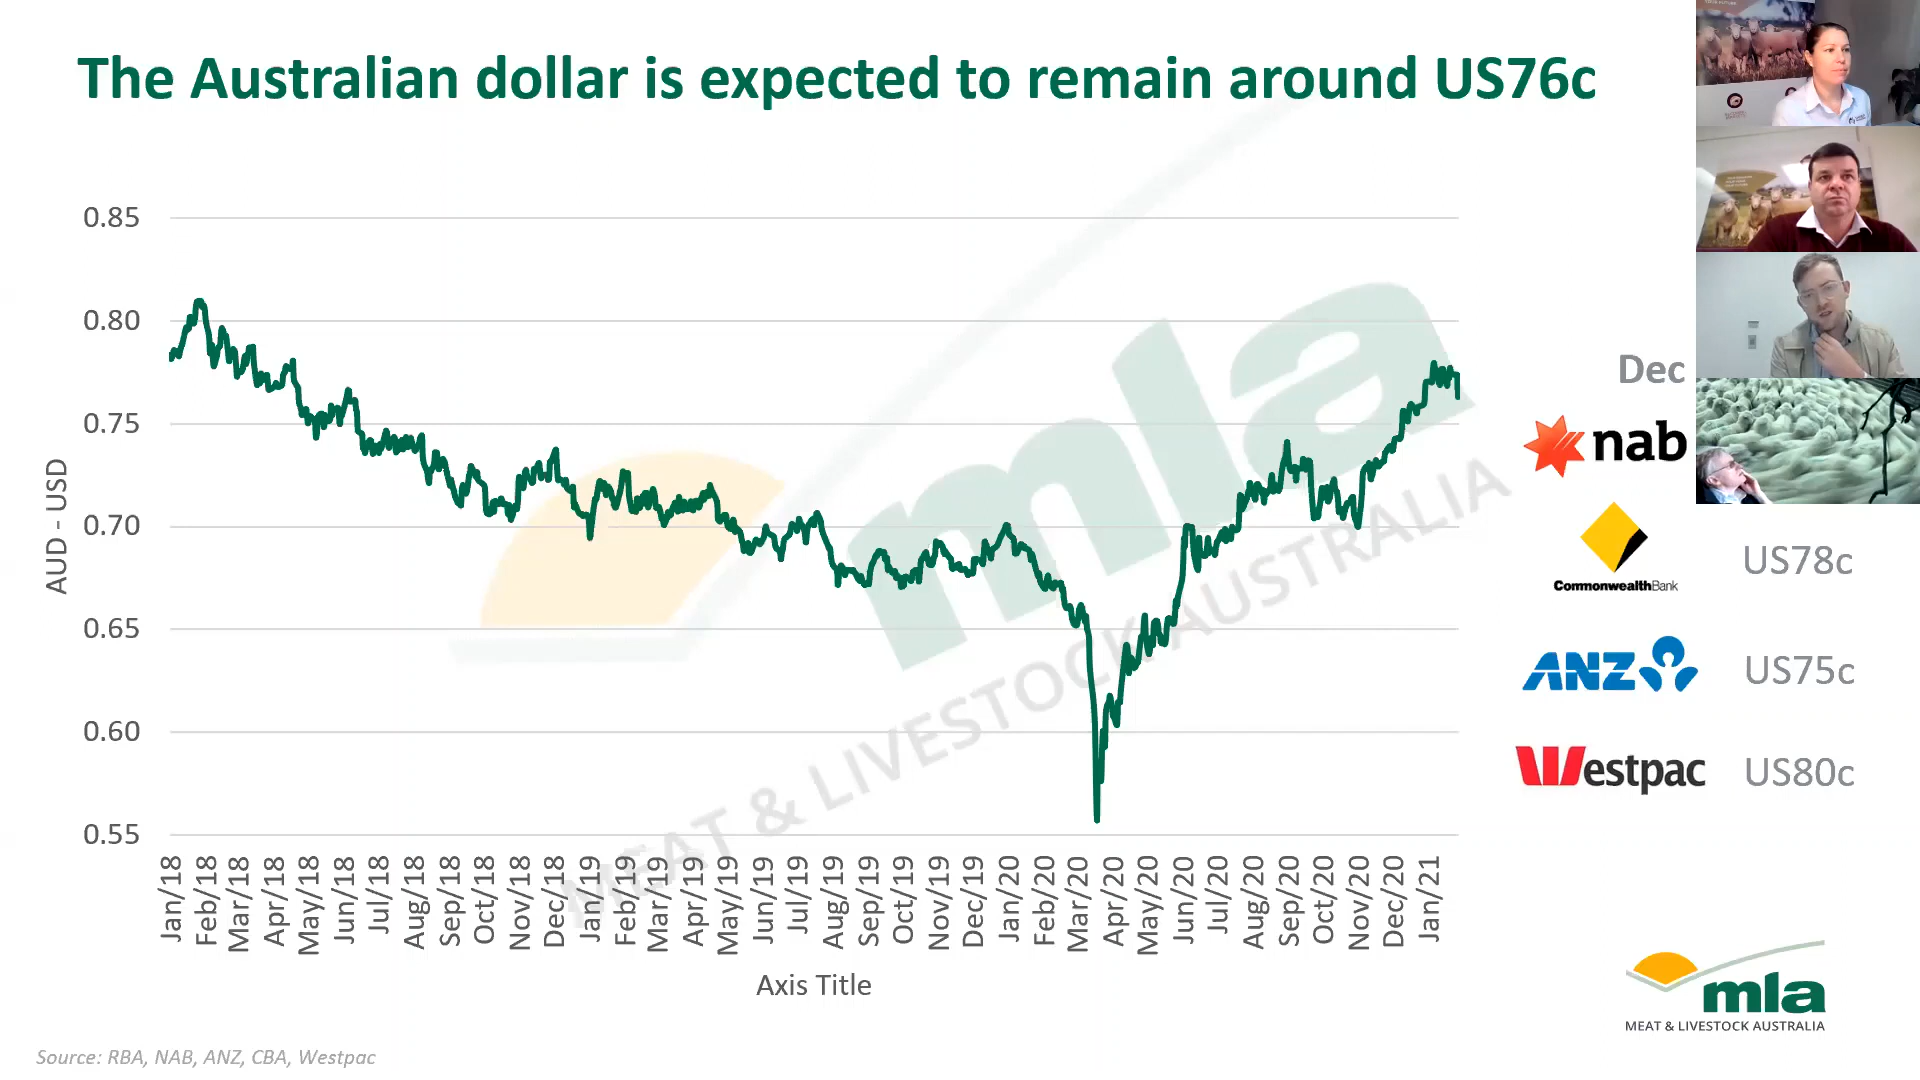 The Australian dollar is expected to remain around US76c
0.85
0.80
0.75
0.70
0.65
0.60
0.55
AUD - USD
Jan/18
Feb/18
Mar/18
Apr/18
May/18
Jun/18
Jul/18
Aug/18
Sep/18
Oct/18
Nov/18
Dec/18
Jan/19
Feb/19
Mar/19
Apr/19
May/19
Jun/19
Jul/19
Aug/19
Sep/19
Oct/19
Nov/19
Dec/19
Jan/20
Feb/20
Mar/20
Apr/20
May/20
Jun/20
Jul/20
Aug/20
Sep/20
Oct/20
Nov/20
Dec/20
Jan/21
Axis Title
mla
MEAT & LIVESTOCK AUSTRALIA
Dec
nab
CommonwealthBank
US78c
ANZ
US75c
Westpac
US80c
mla
MEAT & LIVESTOCK AUSTRALIA
Source: RBA, NAB, ANZ, CBA, Westpac